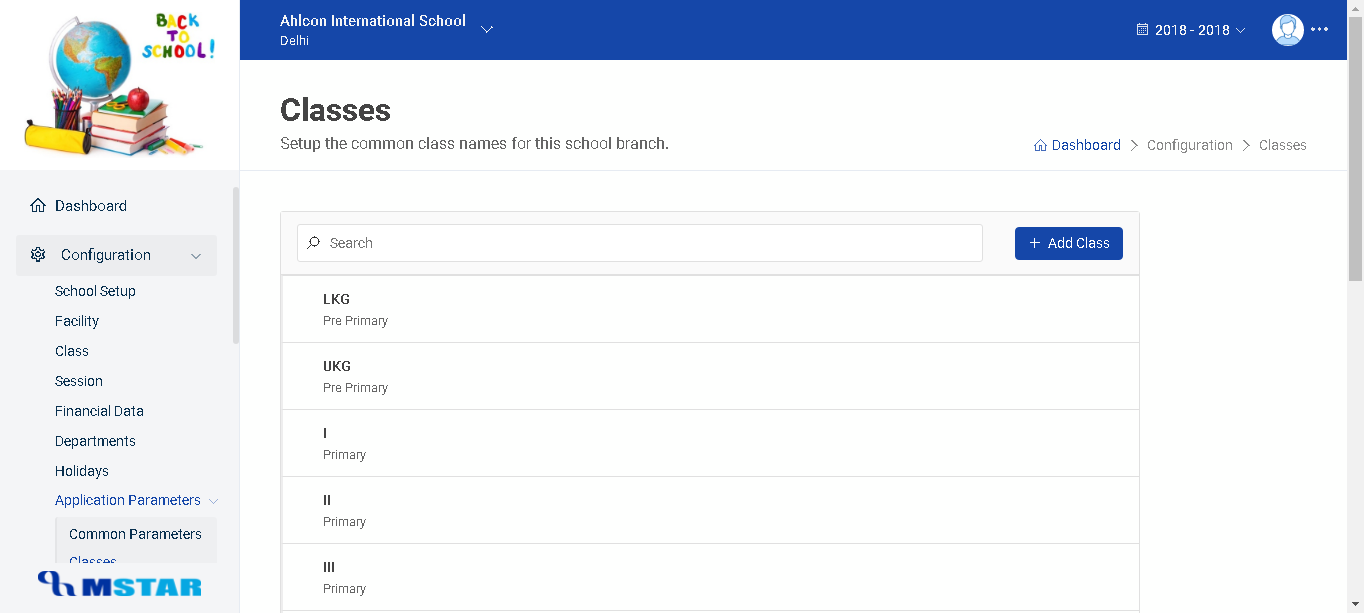 BACK
TO
SCHOOL!
Ahlcon International School
Delhi
2018 - 2018
Classes
Setup the common class names for this school branch.
Dashboard > Configuration > Classes
Dashboard
Configuration
School Setup
Facility
Class
Session
Financial Data
Departments
Holidays
Application Parameters
Common Parameters
Classes
MSTAR
Search
+ Add Class
LKG
Pre Primary
UKG
Pre Primary
I
Primary
II
Primary
III
Primary